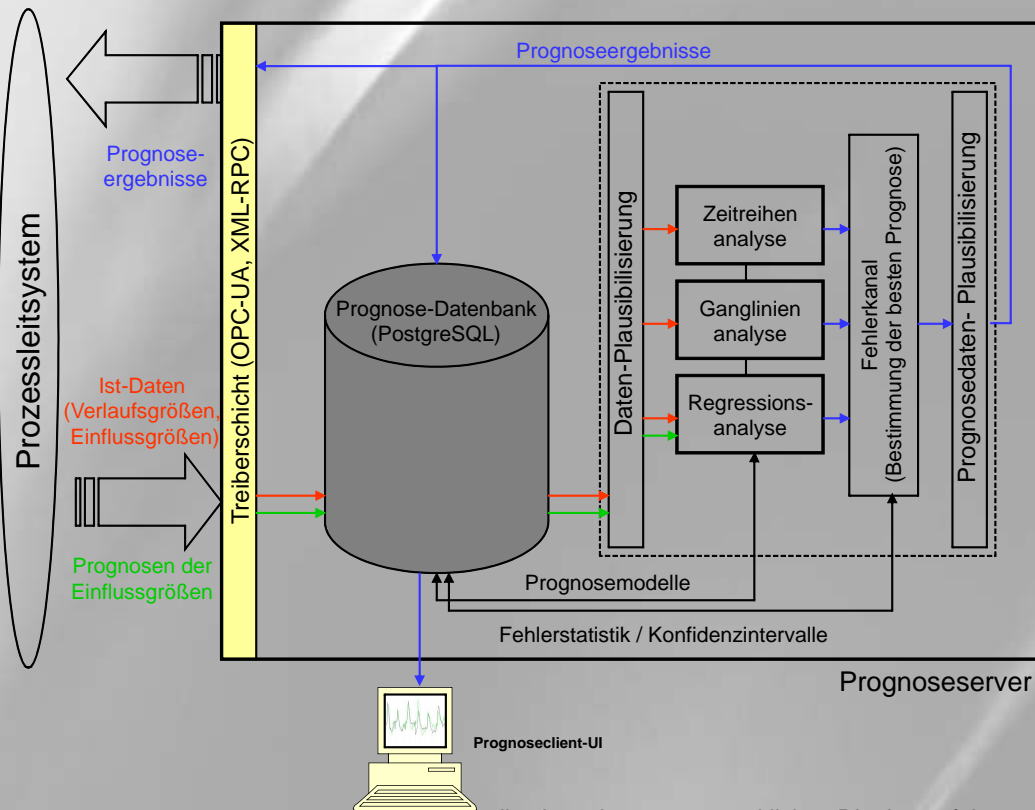 Prognoseergebnisse
Prognose-
ergebnisse
Prozessleitsystem
Treiberschicht (OPC-UA, XML-RPC)
Ist-Daten
(Verlaufsgrößen,
Einflussgrößen)
Prognosen der
Einflussgrößen
Prognose-Datenbank
(PostgreSQL)
Daten-Plausibilisierung
Zeitreihen
analyse
Ganglinien
analyse
Regressions-
analyse
Fehlerkanal
(Bestimmung der besten Prognose)
Prognosedaten- Plausibilisierung
Prognosemodelle
Fehlerstatistik / Konfidenzintervalle
Prognoseserver
Prognoseclient-UI